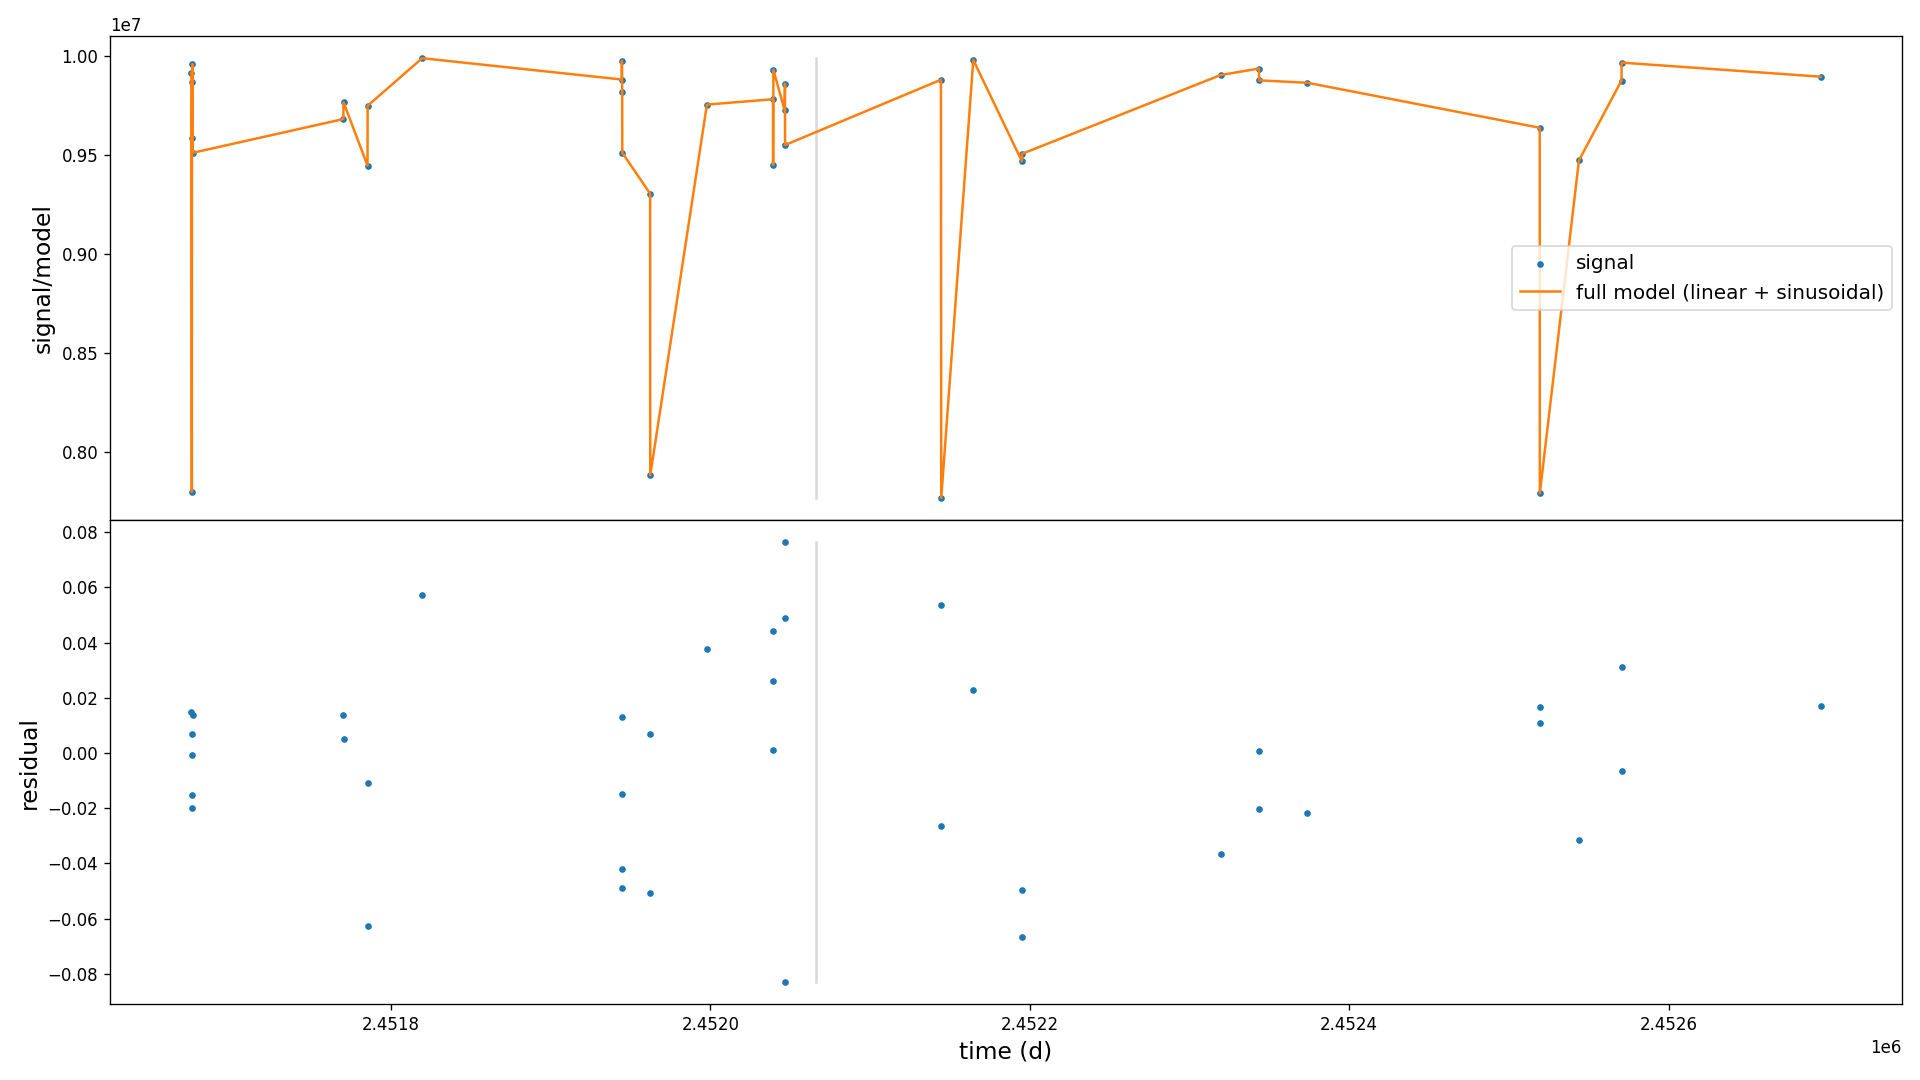 1e7
1.00
0.95
0.90
0.85
0.80
signal/model
signal
full model (linear + sinusoidal)
0.08
0.06
0.04
0.02
0.00
−0.02
−0.04
−0.06
−0.08
residual
2.4518
2.4520
2.4522
2.4524
2.4526
1e6
time (d)